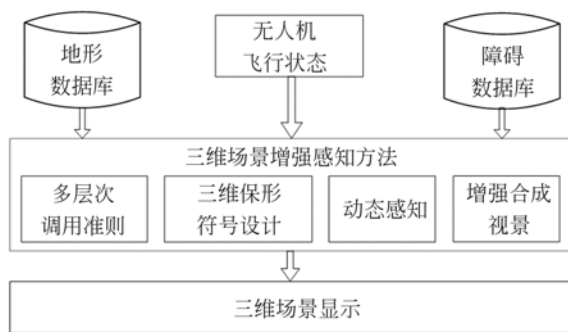 地形
数据库
无人机
飞行状态
障碍
数据库
三维场景增强感知方法
多层次
调用准则
三维保形
符号设计
动态感知
增强合成
视景
三维场景显示